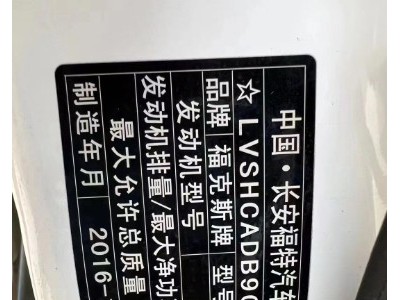 中国·长安福特汽车
☆LVSHCADB9
品牌 福克斯牌 型号
发动机型号
发动机排量/最大净功
最大允许总质量
制造年月 2016-